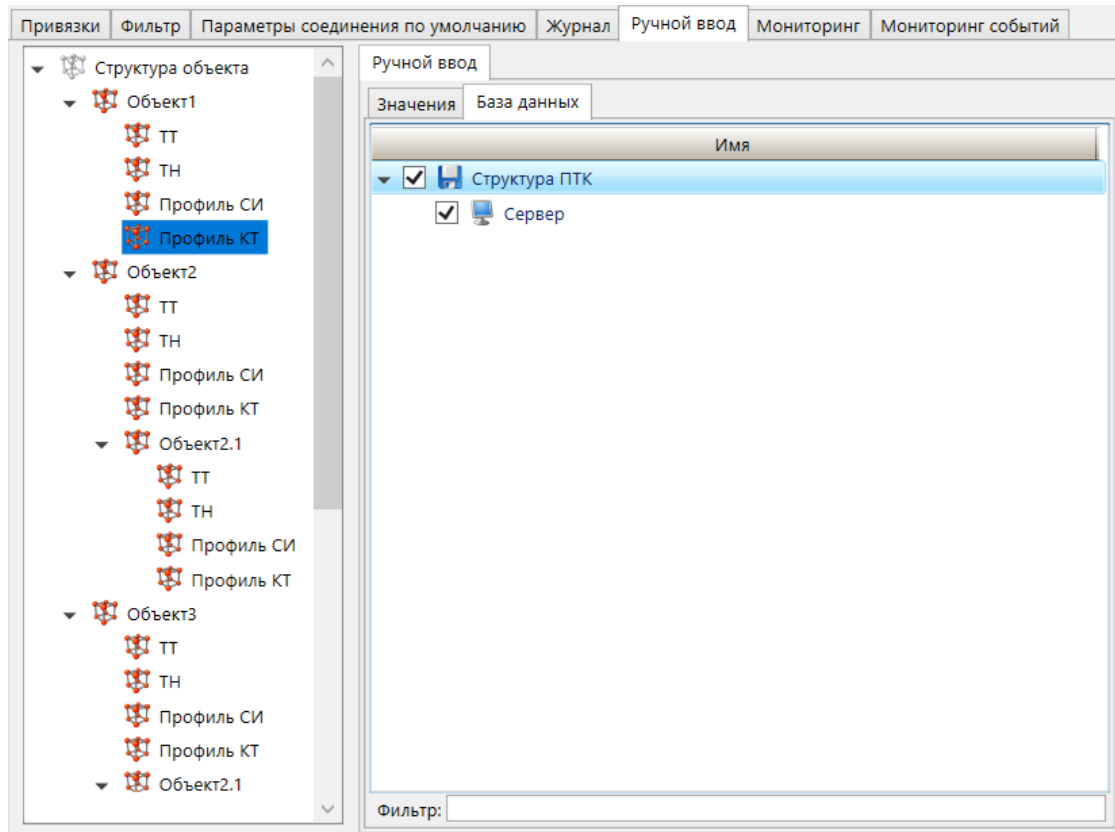 Привязки Фильтр Параметры соединения по умолчанию Журнал Ручной ввод Мониторинг Мониторинг событий
Структура объекта
Объект1
ТТ
ТН
Профиль СИ
Профиль КТ
Объект2
ТТ
ТН
Профиль СИ
Профиль КТ
Объект2.1
ТТ
ТН
Профиль СИ
Профиль КТ
Объект3
ТТ
ТН
Профиль СИ
Профиль КТ
Объект2.1
Ручной ввод
Значения База данных
Имя
Структура ПТК
Сервер
Фильтр: